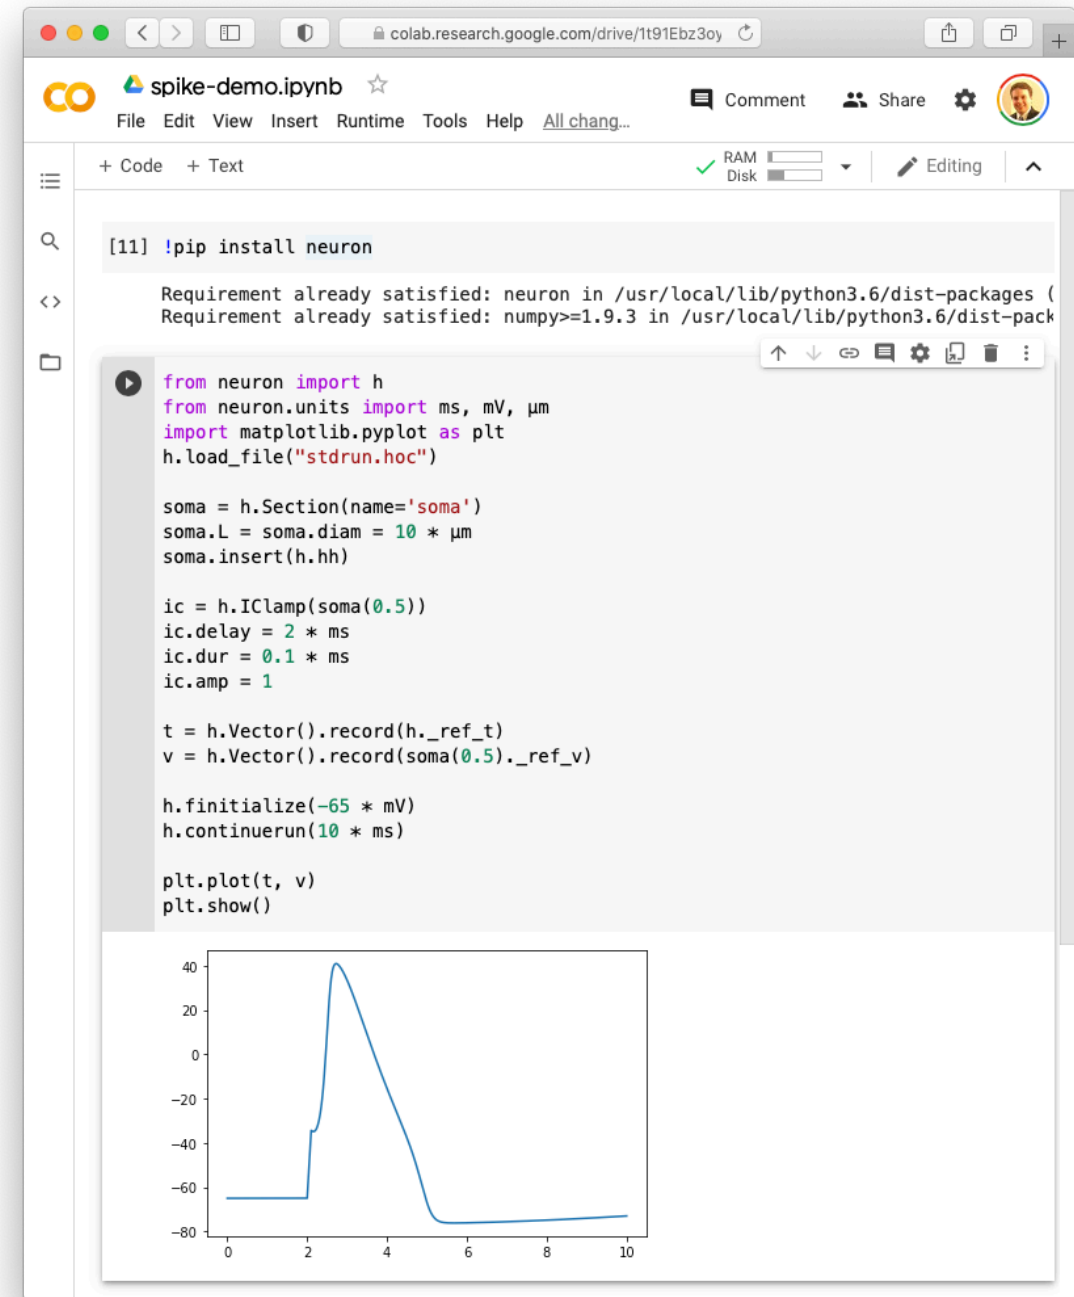 colab.research.google.com/drive/1t91Ebz3oy
spike-demo.ipynb
Comment
Share
File Edit View Insert Runtime Tools Help All chang...
+ Code + Text
RAM
Disk
Editing
[11] !pip install neuron
Requirement already satisfied: neuron in /usr/local/lib/python3.6/dist-packages (
Requirement already satisfied: numpy>=1.9.3 in /usr/local/lib/python3.6/dist-pack
from neuron import h
from neuron.units import ms, mV, µm
import matplotlib.pyplot as plt
h.load_file("stdrun.hoc")
soma = h.Section(name='soma')
soma.L = soma.diam = 10 * µm
soma.insert(h.hh)
ic = h.IClamp(soma(0.5))
ic.delay = 2 * ms
ic.dur = 0.1 * ms
ic.amp = 1
t = h.Vector().record(h._ref_t)
v = h.Vector().record(soma(0.5)._ref_v)
h.finitialize(-65 * mV)
h.continuerun(10 * ms)
plt.plot(t, v)
plt.show()
40
20
0
−20
−40
−60
−80
0 2 4 6 8 10